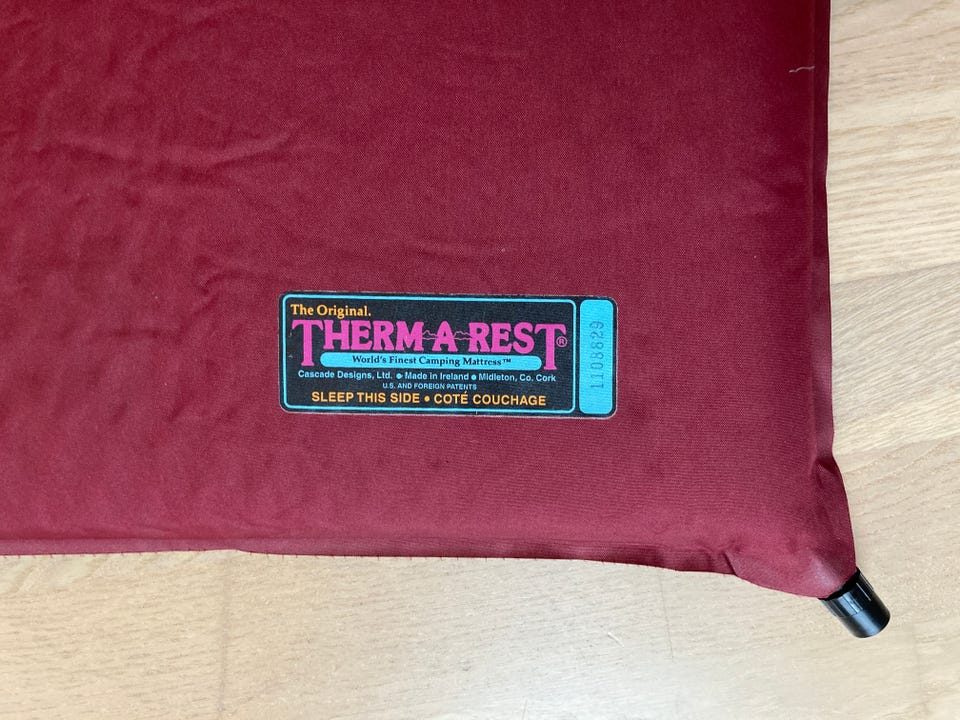 The Original.
THERM-A-REST®
World's Finest Camping Mattress™
Cascade Designs, Ltd. • Made in Ireland • Midleton, Co. Cork
U.S. AND FOREIGN PATENTS
SLEEP THIS SIDE • COTÉ COUCHAGE
1108829